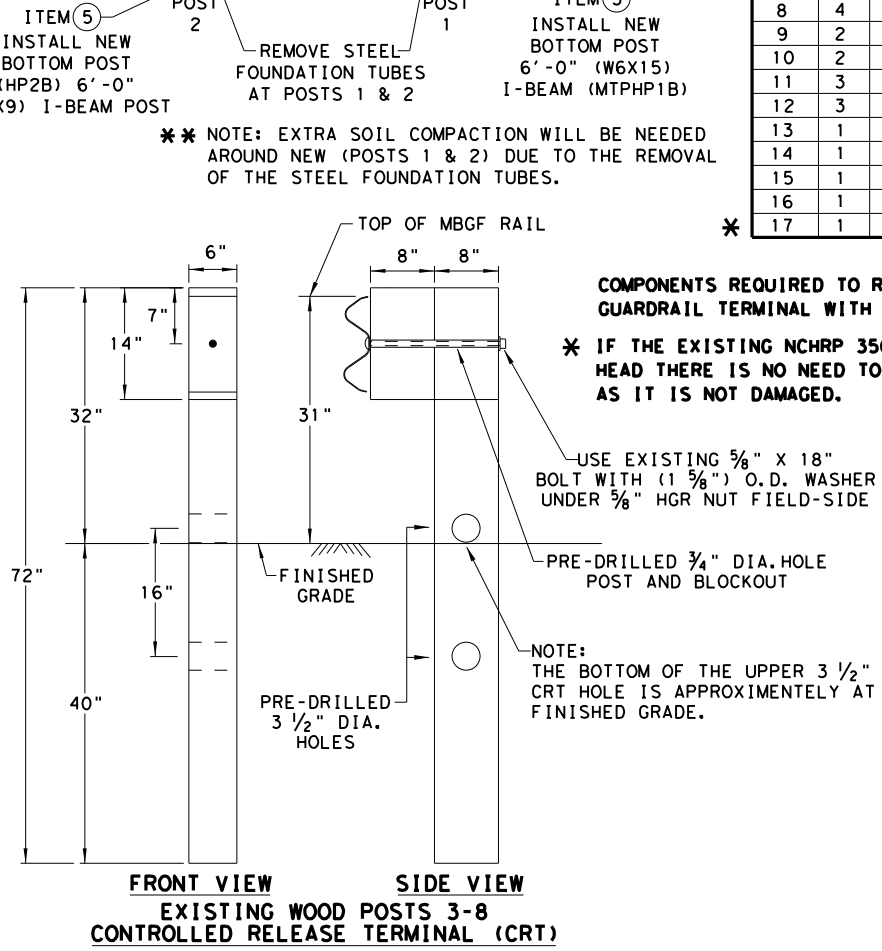 POST
2
POST
1
ITEM 5
INSTALL NEW
BOTTOM POST
(HP2B) 6'-0"
X9) I-BEAM POST
REMOVE STEEL
FOUNDATION TUBES
AT POSTS 1 & 2
INSTALL NEW
BOTTOM POST
6'-0" (W6X15)
I-BEAM (MTPHP1B)
8 4
9 2
10 2
11 3
12 3
13 1
14 1
15 1
16 1
* 17 1
** NOTE: EXTRA SOIL COMPACTION WILL BE NEEDED
AROUND NEW (POSTS 1 & 2) DUE TO THE REMOVAL
OF THE STEEL FOUNDATION TUBES.
TOP OF MBGF RAIL
6"
8" 8"
7"
14"
32"
31"
72"
16"
40"
COMPONENTS REQUIRED TO R
GUARDRAIL TERMINAL WITH
* IF THE EXISTING NCHRP 350
HEAD THERE IS NO NEED TO
AS IT IS NOT DAMAGED.
USE EXISTING 5/8" X 18"
BOLT WITH (1 5/8") O.D. WASHER
UNDER 5/8" HGR NUT FIELD-SIDE
FINISHED
GRADE
PRE-DRILLED 3/4" DIA. HOLE
POST AND BLOCKOUT
PRE-DRILLED
3 1/2" DIA.
HOLES
NOTE:
THE BOTTOM OF THE UPPER 3 1/2"
CRT HOLE IS APPROXIMENTELY AT
FINISHED GRADE.
FRONT VIEW
SIDE VIEW
EXISTING WOOD POSTS 3-8
CONTROLLED RELEASE TERMINAL (CRT)